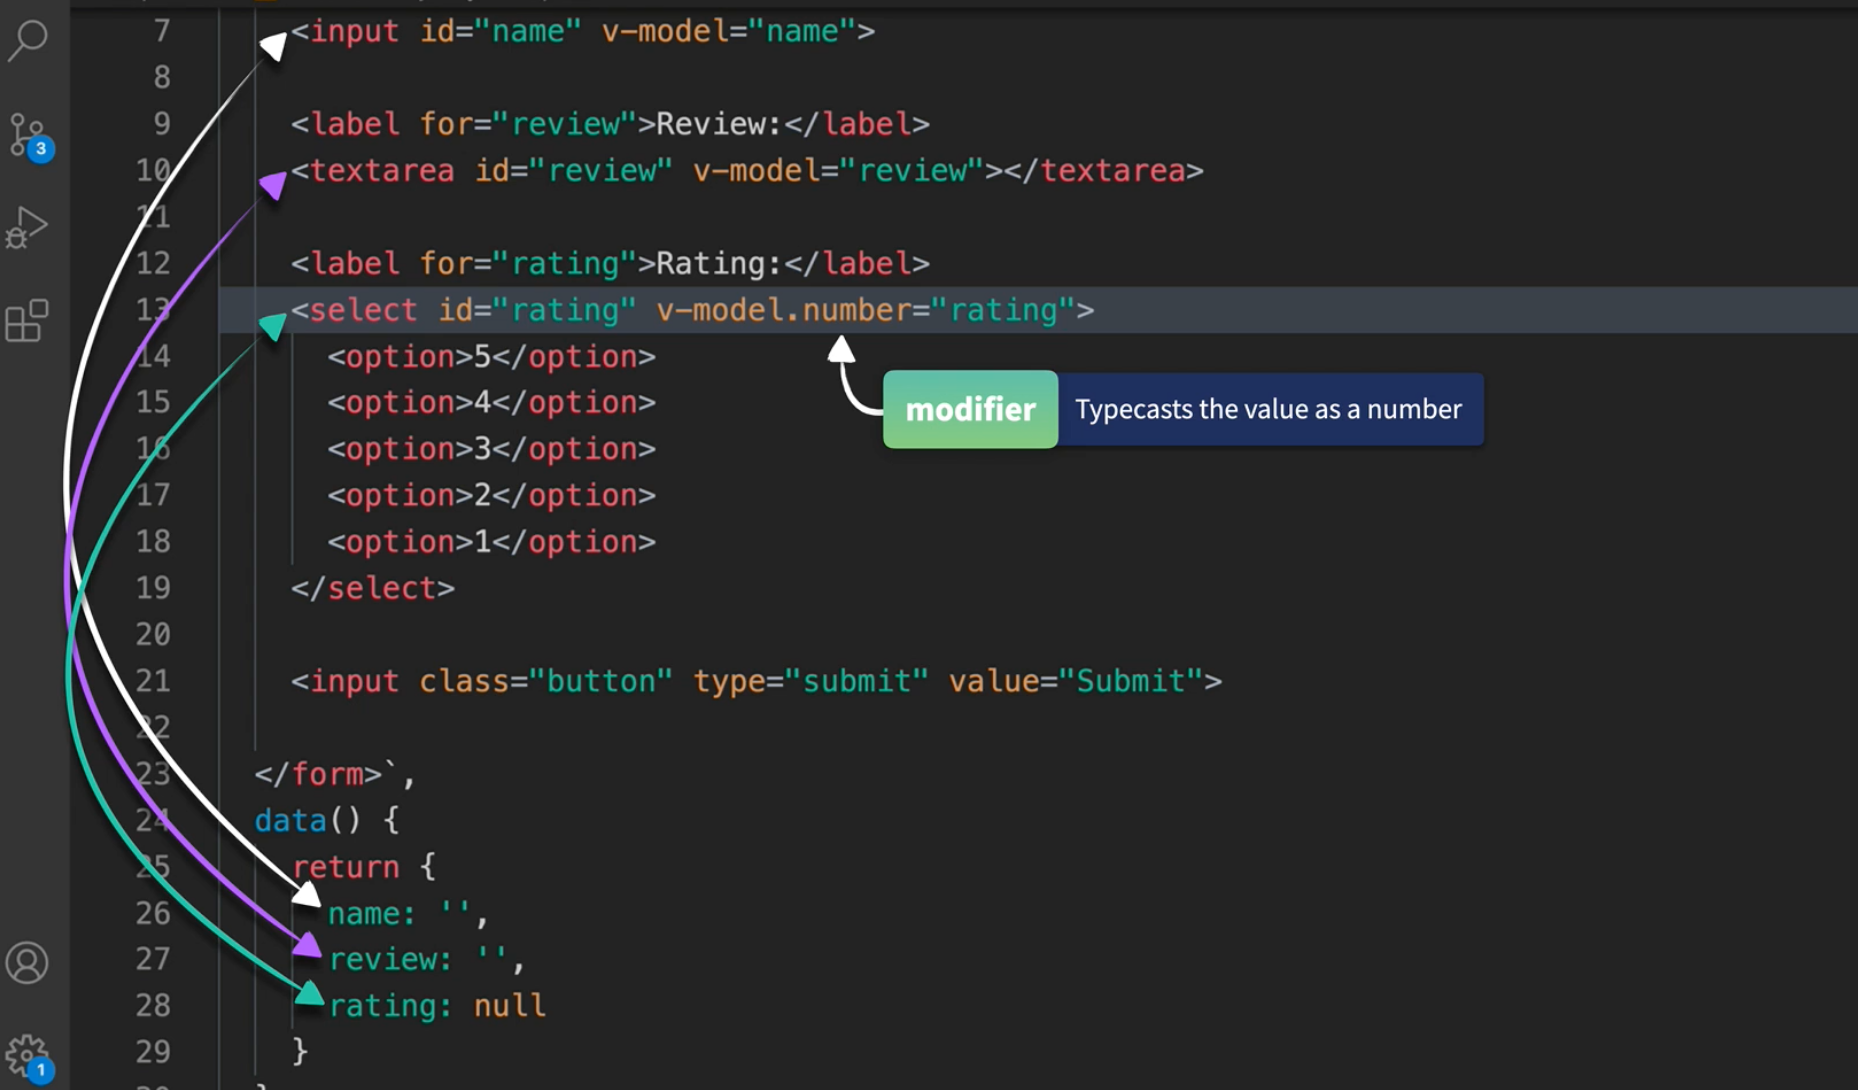 7 <input id="name" v-model="name">
8
9 <label for="review">Review:</label>
10 <textarea id="review" v-model="review"></textarea>
11
12 <label for="rating">Rating:</label>
13 <select id="rating" v-model.number="rating">
14 <option>5</option>
modifier Typecasts the value as a number
15 <option>4</option>
16 <option>3</option>
17 <option>2</option>
18 <option>1</option>
19 </select>
20
21 <input class="button" type="submit" value="Submit">
22
23 </form>`,
24 data() {
25 return {
26 name: '',
27 review: '',
28 rating: null
29 }
3
1